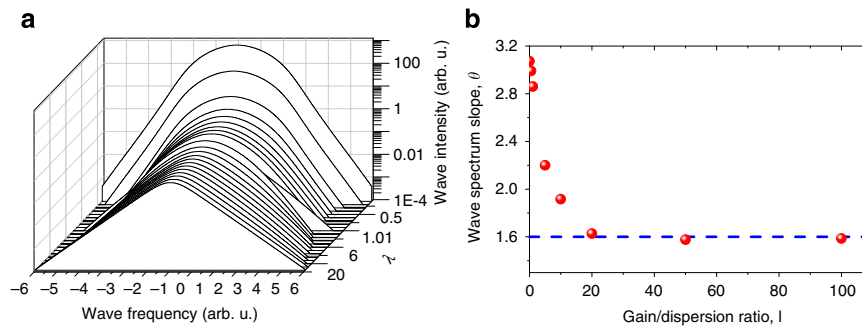 a
100
1
0.01
1E-4
Wave intensity (arb. u.)
0.5
1.01
6
20
λ
–6 –5 –4 –3 –2 –1 0 1 2 3 4 5 6
Wave frequency (arb. u.)
b
3.2
2.8
2.4
2.0
1.6
Wave spectrum slope, θ
0 20 40 60 80 100
Gain/dispersion ratio, l